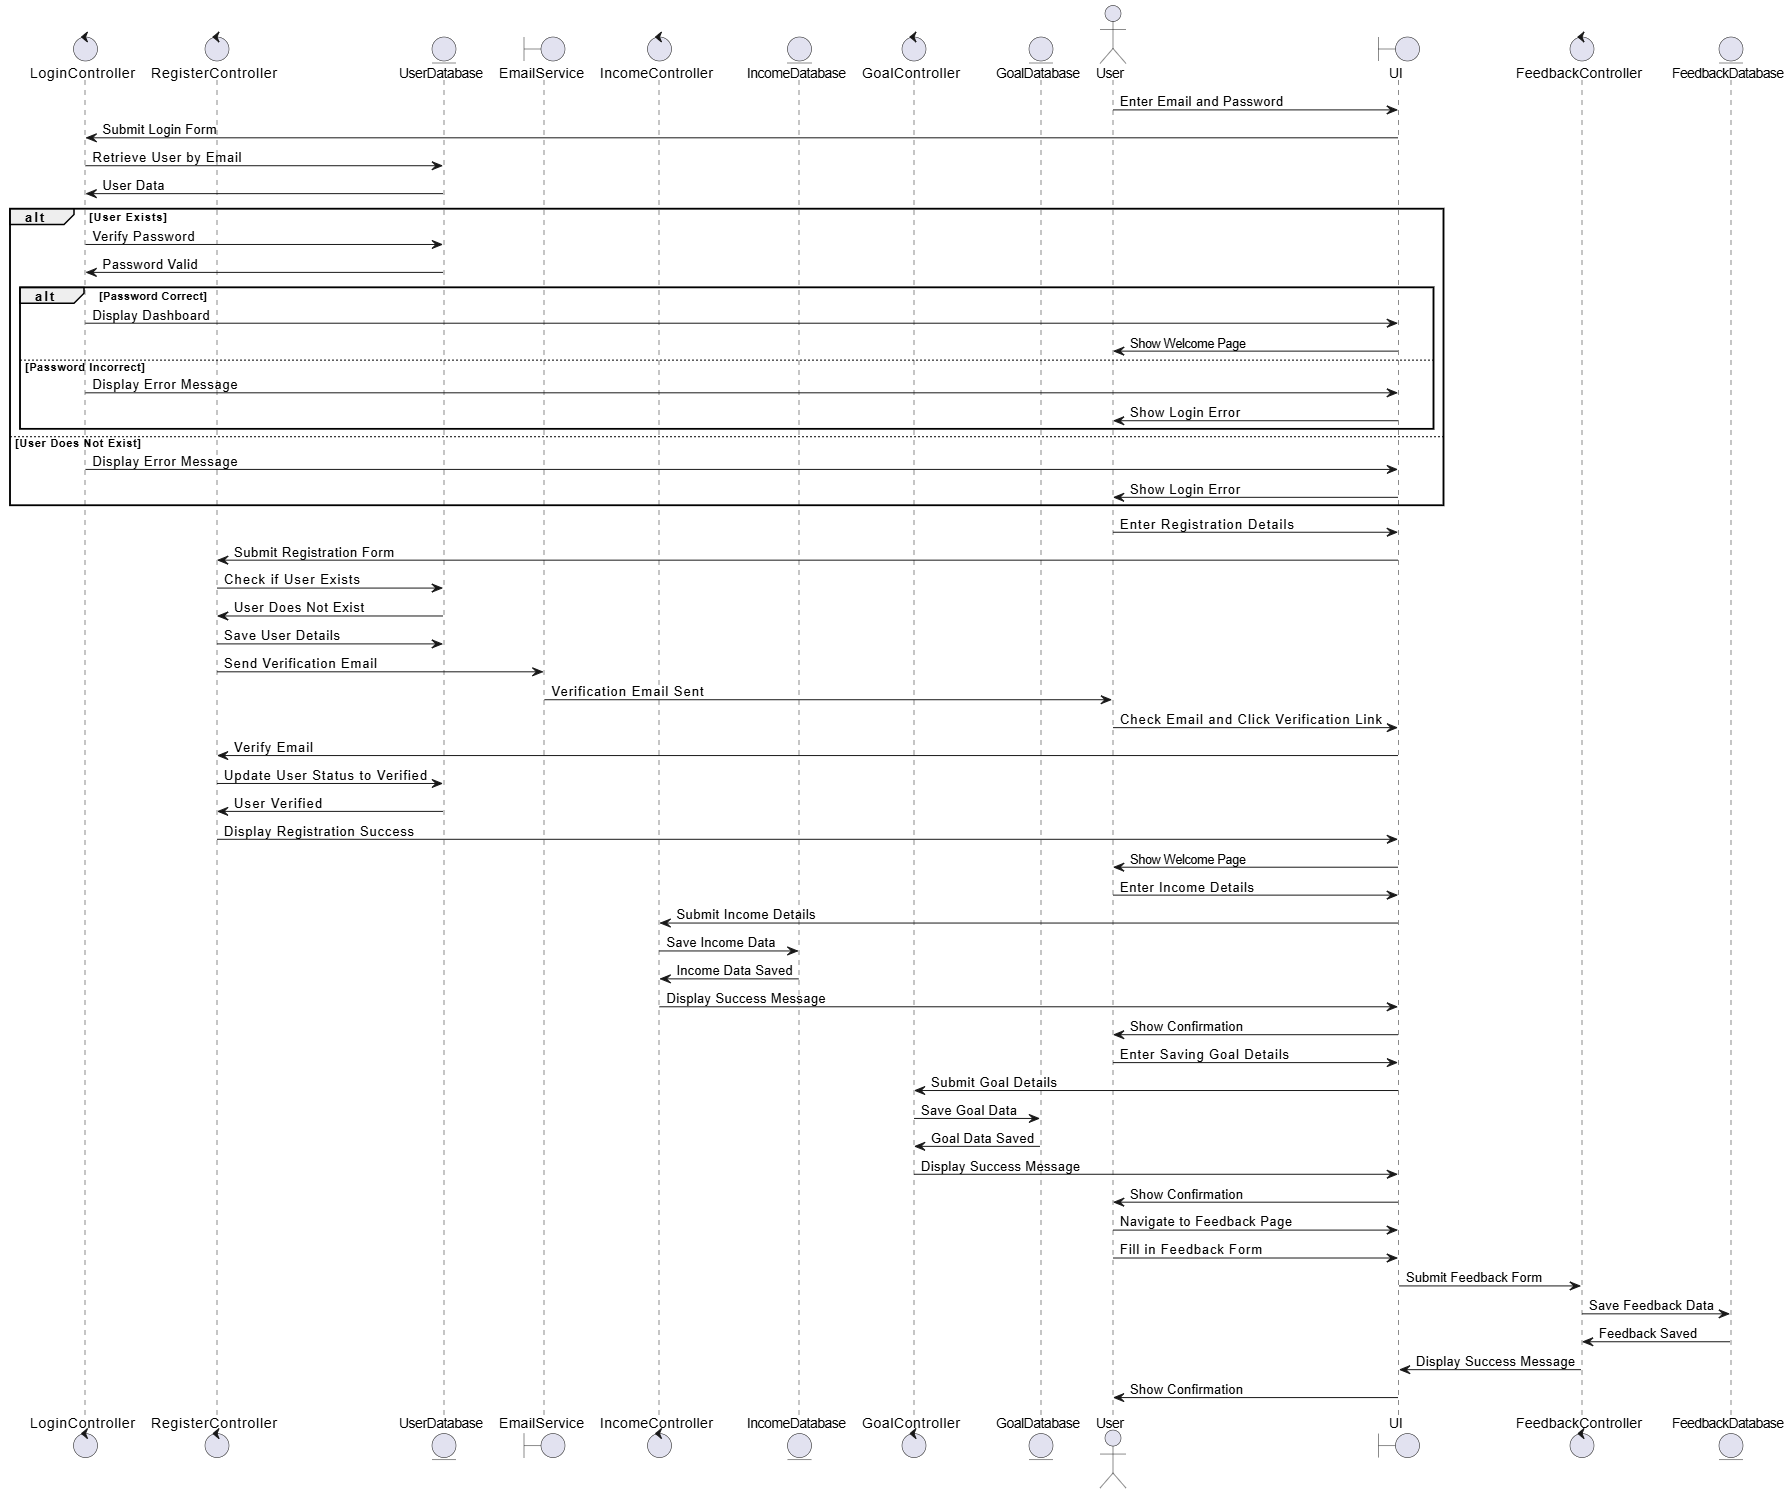 LoginController RegisterController UserDatabase EmailService IncomeController IncomeDatabase GoalController GoalDatabase User UI FeedbackController FeedbackDatabase
Enter Email and Password
Submit Login Form
Retrieve User by Email
User Data
alt [User Exists]
Verify Password
Password Valid
alt [Password Correct]
Display Dashboard
Show Welcome Page
[Password Incorrect]
Display Error Message
Show Login Error
[User Does Not Exist]
Display Error Message
Show Login Error
Enter Registration Details
Submit Registration Form
Check if User Exists
User Does Not Exist
Save User Details
Send Verification Email
Verification Email Sent
Check Email and Click Verification Link
Verify Email
Update User Status to Verified
User Verified
Display Registration Success
Show Welcome Page
Enter Income Details
Submit Income Details
Save Income Data
Income Data Saved
Display Success Message
Show Confirmation
Enter Saving Goal Details
Submit Goal Details
Save Goal Data
Goal Data Saved
Display Success Message
Show Confirmation
Navigate to Feedback Page
Fill in Feedback Form
Submit Feedback Form
Save Feedback Data
Feedback Saved
Display Success Message
Show Confirmation
LoginController RegisterController UserDatabase EmailService IncomeController IncomeDatabase GoalController GoalDatabase User UI FeedbackController FeedbackDatabase